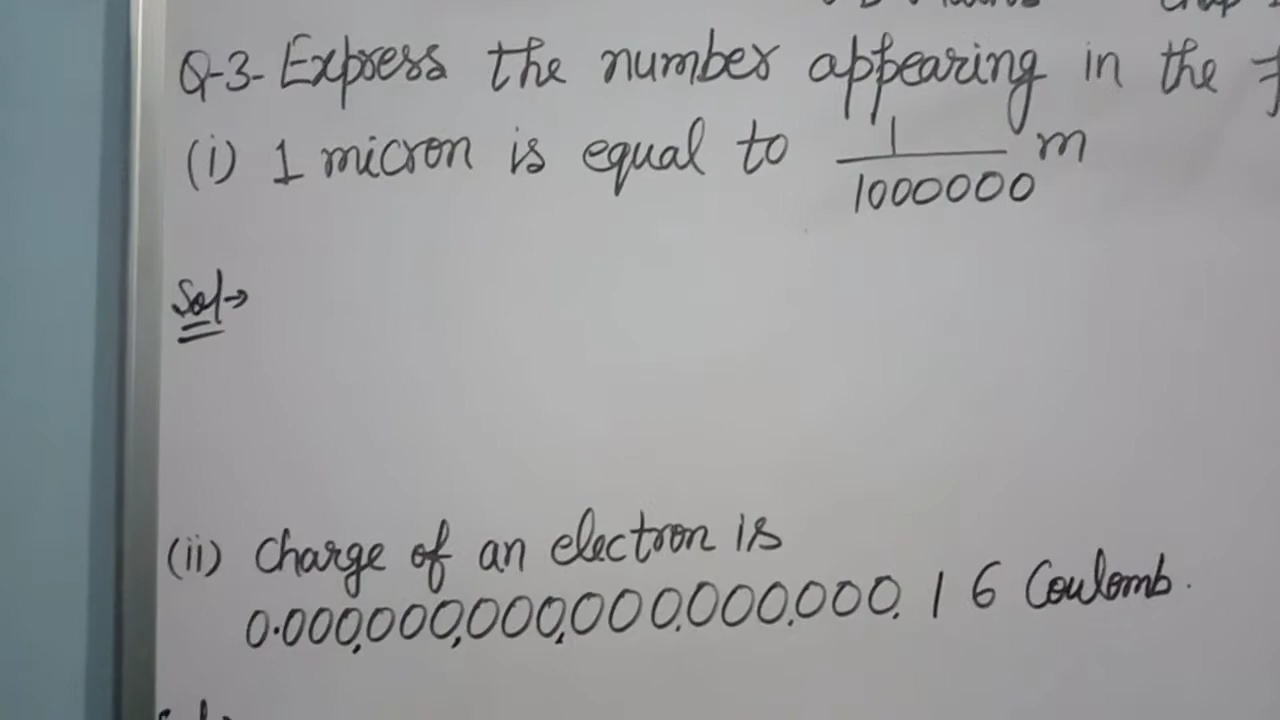 Q-3- Express the number appearing in the
(i) 1 micron is equal to 1/1000000 m
Sol→
(ii) Charge of an electron is
0.000,000,000,000,000,000,16 Coulomb.